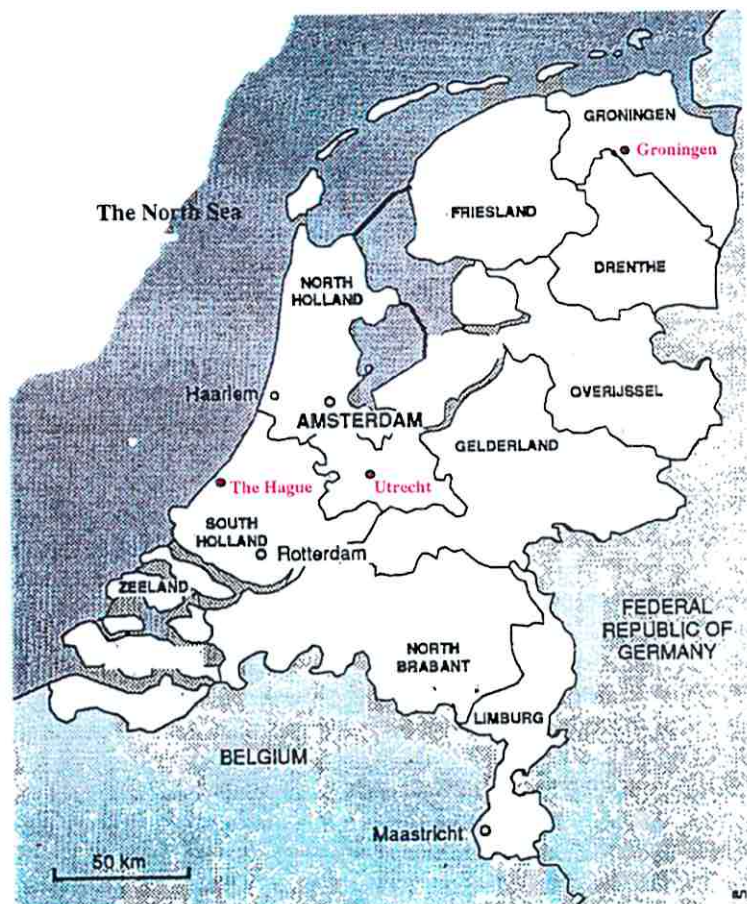 GRONINGEN
Groningen
The North Sea
FRIESLAND
DRENTHE
NORTH
HOLLAND
Haarlem
AMSTERDAM
OVERIJSSEL
GELDERLAND
The Hague
Utrecht
SOUTH
HOLLAND
Rotterdam
ZEELAND
FEDERAL
REPUBLIC OF
GERMANY
NORTH
BRABANT
LIMBURG
BELGIUM
Maastricht
50 km